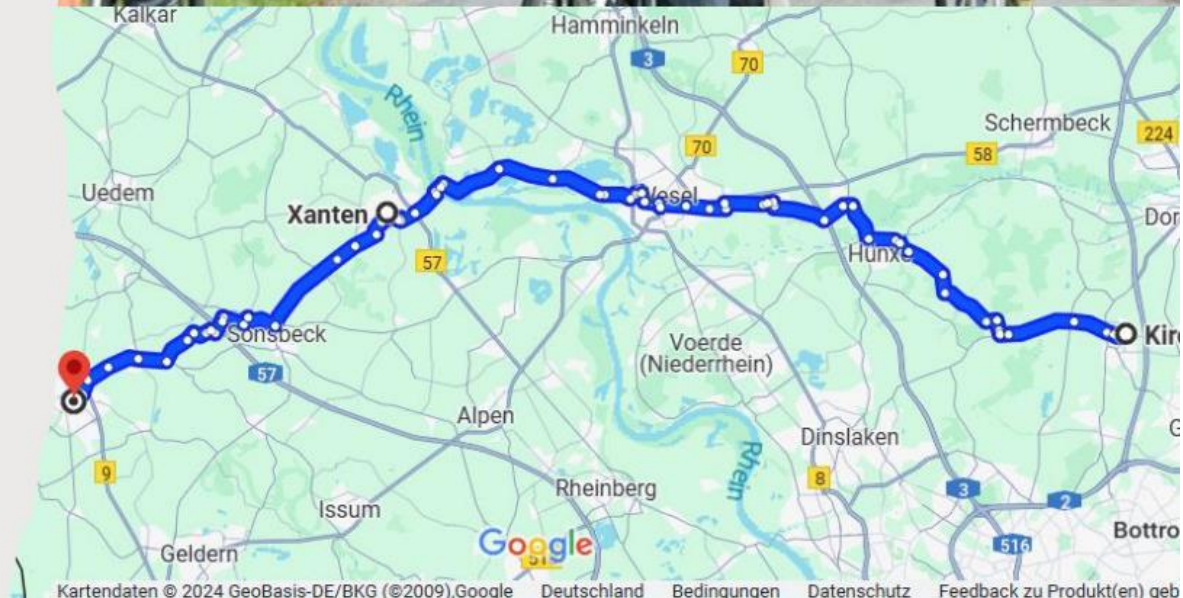 Kalkar
Hamminkeln
3
70
Rhein
Schermbeck
224
58
70
Uedem
Wesel
Xanten
Dor
57
Hünxe
Sonsbeck
Kirc
Voerde
(Niederrhein)
57
Alpen
Dinslaken
G
9
Rhein
8
Rheinberg
3
2
Issum
Bottro
516
Google
Geldern
Kartendaten © 2024 GeoBasis-DE/BKG (©2009),Google Deutschland Bedingungen Datenschutz Feedback zu Produkt(en) geb